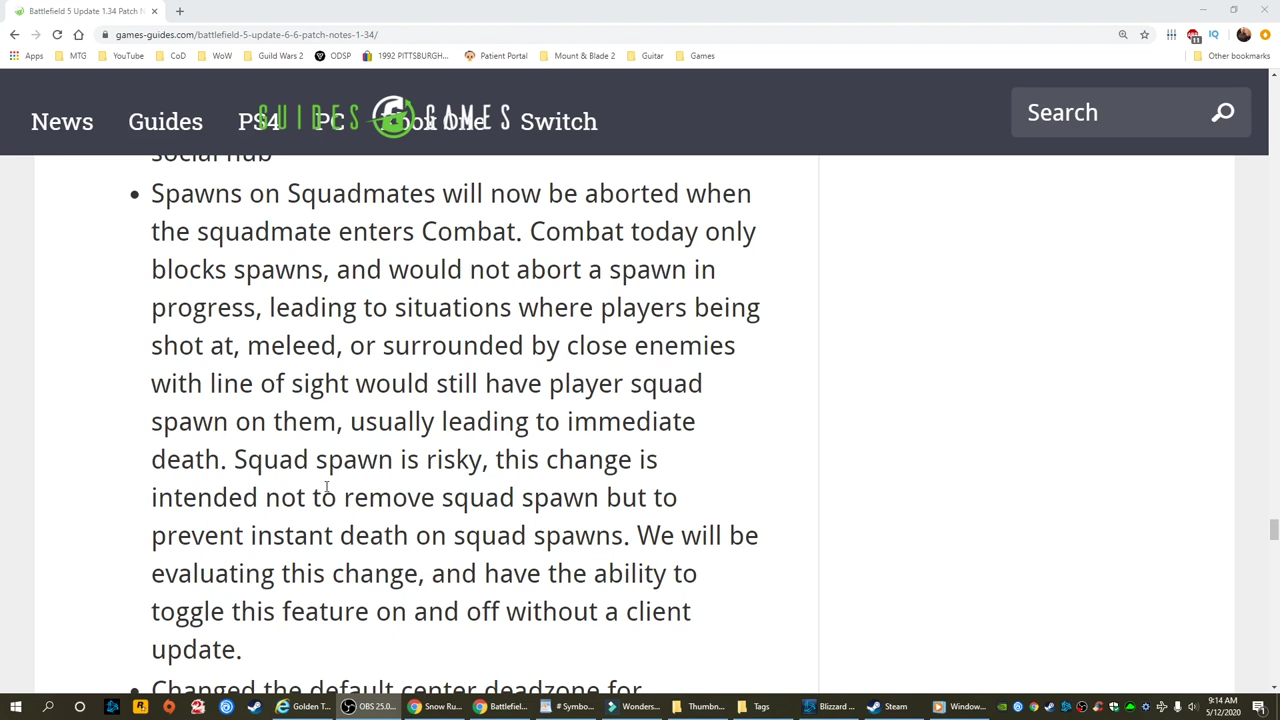 Battlefield 5 Update 1.34 Patch N
games-guides.com/battlefield-5-update-6-6-patch-notes-1-34/
Apps MTG YouTube CoD WoW Guild Wars 2 ODSP 1992 PITTSBURGH... Patient Portal Mount & Blade 2 Guitar Games Other bookmarks
News Guides PS4 PC Xbox One Switch
GUIDES GAMES
Search
social hub
• Spawns on Squadmates will now be aborted when
the squadmate enters Combat. Combat today only
blocks spawns, and would not abort a spawn in
progress, leading to situations where players being
shot at, meleed, or surrounded by close enemies
with line of sight would still have player squad
spawn on them, usually leading to immediate
death. Squad spawn is risky, this change is
intended not to remove squad spawn but to
prevent instant death on squad spawns. We will be
evaluating this change, and have the ability to
toggle this feature on and off without a client
update.
• Changed the default center deadzone for
Golden T... OBS 25.0... Snow Ru... Battlefiel... # Symbo... Wonders... Thumbn... Tags Blizzard ... Steam Window...
9:14 AM
5/12/2020